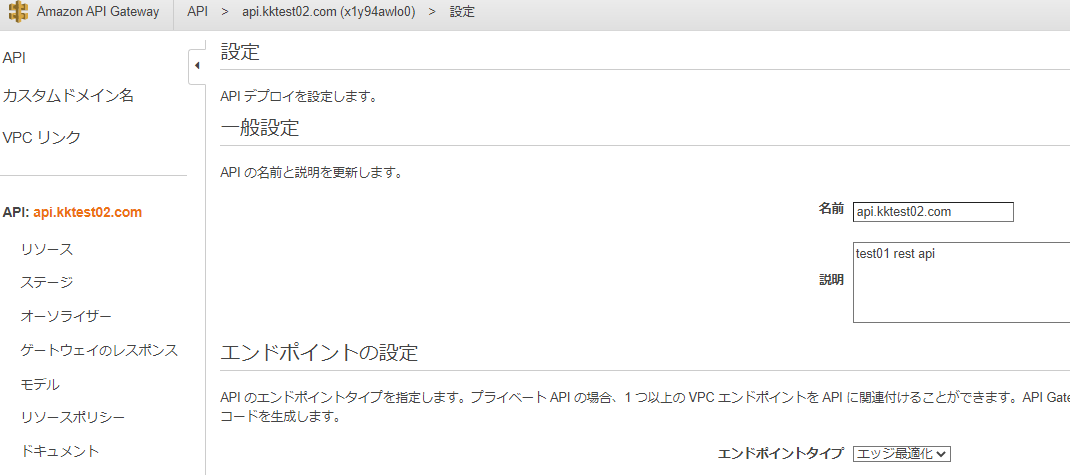 Amazon API Gateway API > api.kktest02.com (x1y94awlo0) > 設定
API
カスタムドメイン名
VPC リンク
API: api.kktest02.com
リソース
ステージ
オーソライザー
ゲートウェイのレスポンス
モデル
リソースポリシー
ドキュメント
設定
API デプロイを設定します。
一般設定
API の名前と説明を更新します。
名前 api.kktest02.com
説明 test01 rest api
エンドポイントの設定
API のエンドポイントタイプを指定します。プライベート API の場合、1 つ以上の VPC エンドポイントを API に関連付けることができます。API Gate
コードを生成します。
エンドポイントタイプ エッジ最適化